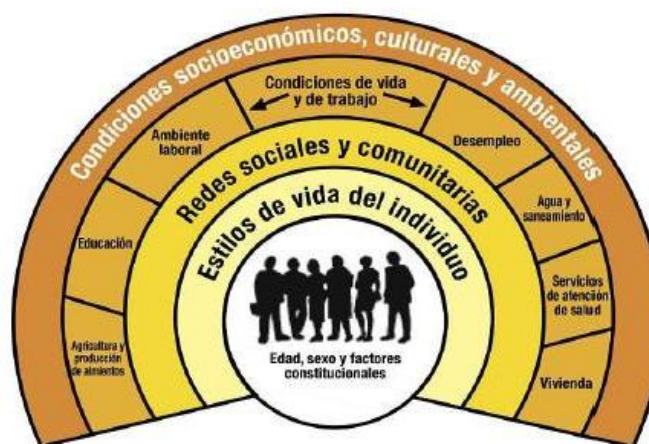 Condiciones socioeconómicos, culturales y ambientales
Condiciones de vida
y de trabajo
Ambiente
laboral
Desempleo
Educación
Agua y
saneamiento
Agricultura y
producción
de alimentos
Servicios
de atención
de salud
Vivienda
Redes sociales y comunitarias
Estilos de vida del individuo
Edad, sexo y factores
constitucionales